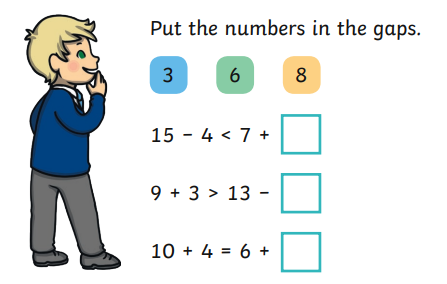 Put the numbers in the gaps.
3 6 8
15 – 4 < 7 +
9 + 3 > 13 –
10 + 4 = 6 +